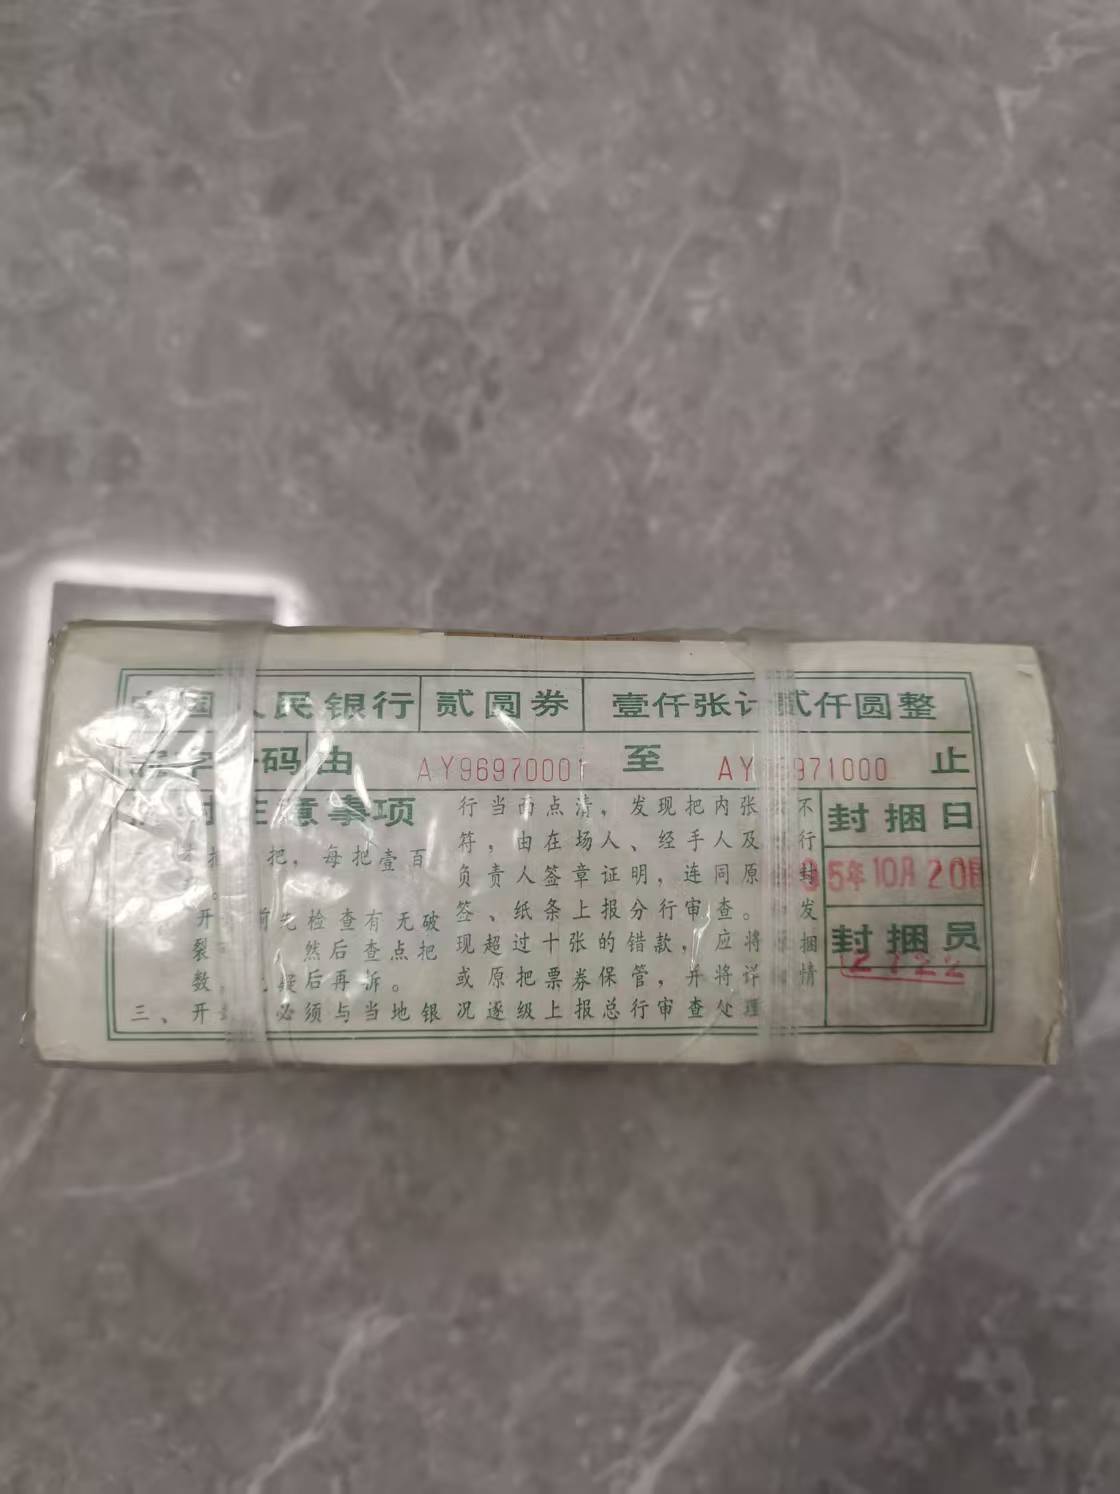 中国人民银行 贰圆券 壹仟张计贰仟圆整
号码 由 AY96970001 至 AY 971000 止
注意事项
把,每把壹百
开 检查有无破
裂 然后查点把
数, 疑后再拆。
三、开 必须与当地银
行当面点清,发现把内张 不
符,由在场人、经手人及 行
负责人签章证明,连同原 封
签、纸条上报分行审查。 发
现超过十张的错款,应将 捆
或原把票券保管,并将详 情
况逐级上报总行审查处理
封捆日
5年10月20日
封捆员
2722